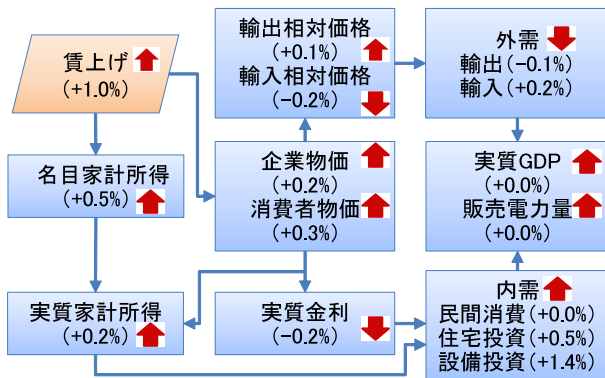 賃上げ
(+1.0%)
輸出相対価格
(+0.1%)
輸入相対価格
(−0.2%)
外需
輸出(−0.1%)
輸入(+0.2%)
名目家計所得
(+0.5%)
企業物価
(+0.2%)
消費者物価
(+0.3%)
実質GDP
(+0.0%)
販売電力量
(+0.0%)
実質家計所得
(+0.2%)
実質金利
(−0.2%)
内需
民間消費(+0.0%)
住宅投資(+0.5%)
設備投資(+1.4%)